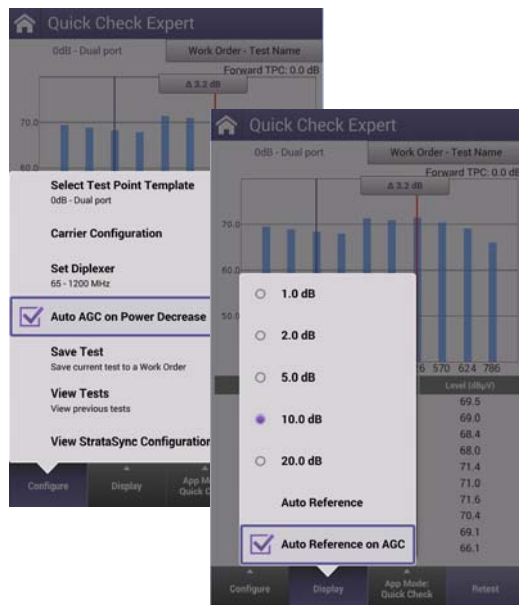 Quick Check Expert
0dB - Dual port
Work Order - Test Name
Forward TPC: 0.0 dB
Δ 3.2 dB
70.0
60.0
Select Test Point Template
0dB - Dual port
Carrier Configuration
Set Diplexer
65 - 1200 MHz
Auto AGC on Power Decrease
Save Test
Save current test to a Work Order
View Tests
View previous tests
View StrataSync Configuration
Configure
Display
App M
Quick C
Quick Check Expert
0dB - Dual port
Work Order - Test Name
Forward TPC: 0.0 dB
Δ 3.2 dB
70.0
60.0
50.0
1.0 dB
2.0 dB
5.0 dB
10.0 dB
20.0 dB
Auto Reference
Auto Reference on AGC
6 570 624 786
Level (dBµV)
69.5
69.0
68.4
68.0
71.4
71.0
71.6
70.4
69.1
66.1
Configure
Display
App Mode:
Quick Check
Retest